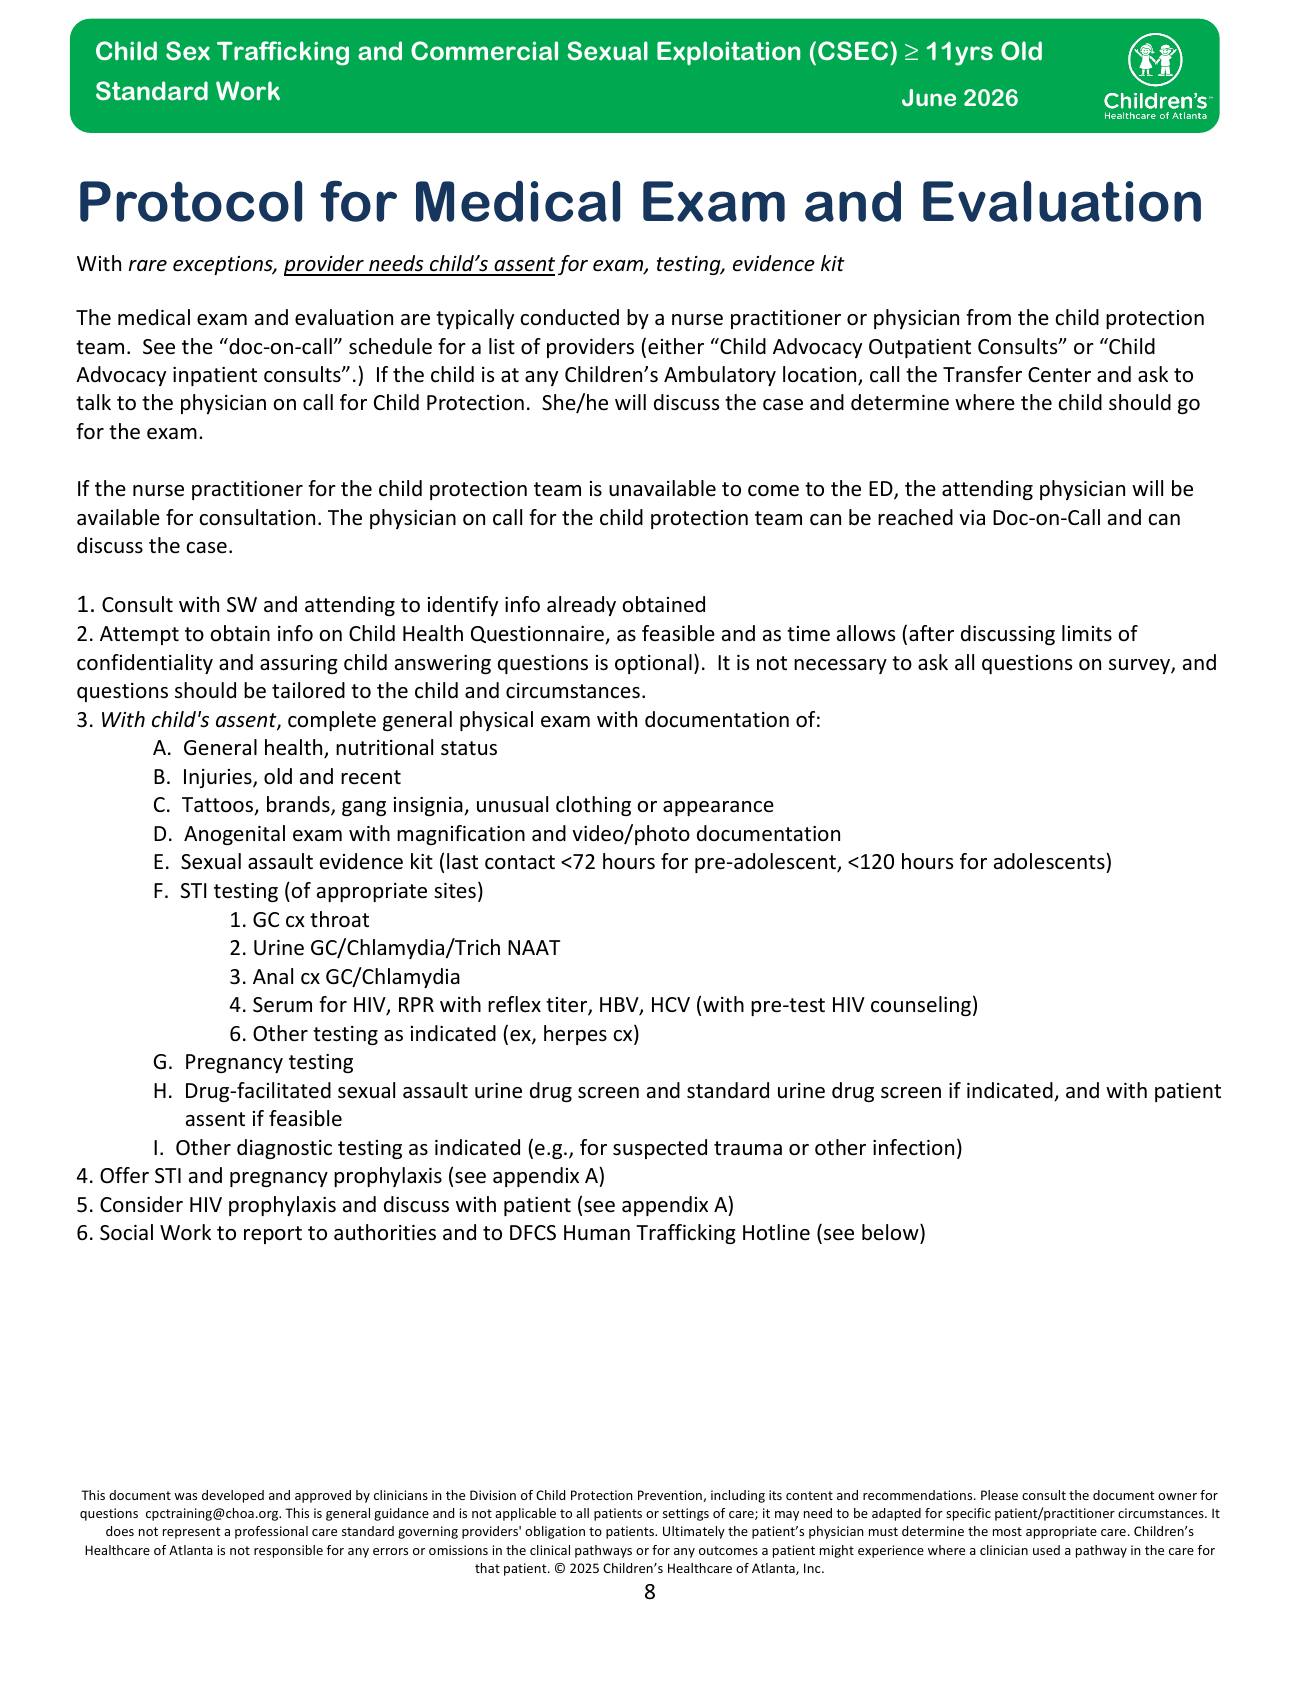 Child Sex Trafficking and Commercial Sexual Exploitation (CSEC) ≥ 11yrs Old
Standard Work
June 2026
Children's™
Healthcare of Atlanta
Protocol for Medical Exam and Evaluation
With rare exceptions, provider needs child's assent for exam, testing, evidence kit
The medical exam and evaluation are typically conducted by a nurse practitioner or physician from the child protection
team.  See the “doc-on-call” schedule for a list of providers (either “Child Advocacy Outpatient Consults” or “Child
Advocacy inpatient consults”.)  If the child is at any Children’s Ambulatory location, call the Transfer Center and ask to
talk to the physician on call for Child Protection.  She/he will discuss the case and determine where the child should go
for the exam.
If the nurse practitioner for the child protection team is unavailable to come to the ED, the attending physician will be
available for consultation. The physician on call for the child protection team can be reached via Doc-on-Call and can
discuss the case.
1. Consult with SW and attending to identify info already obtained
2. Attempt to obtain info on Child Health Questionnaire, as feasible and as time allows (after discussing limits of
confidentiality and assuring child answering questions is optional).  It is not necessary to ask all questions on survey, and
questions should be tailored to the child and circumstances.
3. With child's assent, complete general physical exam with documentation of:
A.  General health, nutritional status
B.  Injuries, old and recent
C.  Tattoos, brands, gang insignia, unusual clothing or appearance
D.  Anogenital exam with magnification and video/photo documentation
E.  Sexual assault evidence kit (last contact <72 hours for pre-adolescent, <120 hours for adolescents)
F.  STI testing (of appropriate sites)
1. GC cx throat
2. Urine GC/Chlamydia/Trich NAAT
3. Anal cx GC/Chlamydia
4. Serum for HIV, RPR with reflex titer, HBV, HCV (with pre-test HIV counseling)
6. Other testing as indicated (ex, herpes cx)
G.  Pregnancy testing
H.  Drug-facilitated sexual assault urine drug screen and standard urine drug screen if indicated, and with patient
assent if feasible
I.  Other diagnostic testing as indicated (e.g., for suspected trauma or other infection)
4. Offer STI and pregnancy prophylaxis (see appendix A)
5. Consider HIV prophylaxis and discuss with patient (see appendix A)
6. Social Work to report to authorities and to DFCS Human Trafficking Hotline (see below)
This document was developed and approved by clinicians in the Division of Child Protection Prevention, including its content and recommendations. Please consult the document owner for
questions  cpctraining@choa.org. This is general guidance and is not applicable to all patients or settings of care; it may need to be adapted for specific patient/practitioner circumstances. It
does not represent a professional care standard governing providers' obligation to patients. Ultimately the patient’s physician must determine the most appropriate care. Children’s
Healthcare of Atlanta is not responsible for any errors or omissions in the clinical pathways or for any outcomes a patient might experience where a clinician used a pathway in the care for
that patient. © 2025 Children’s Healthcare of Atlanta, Inc.
8